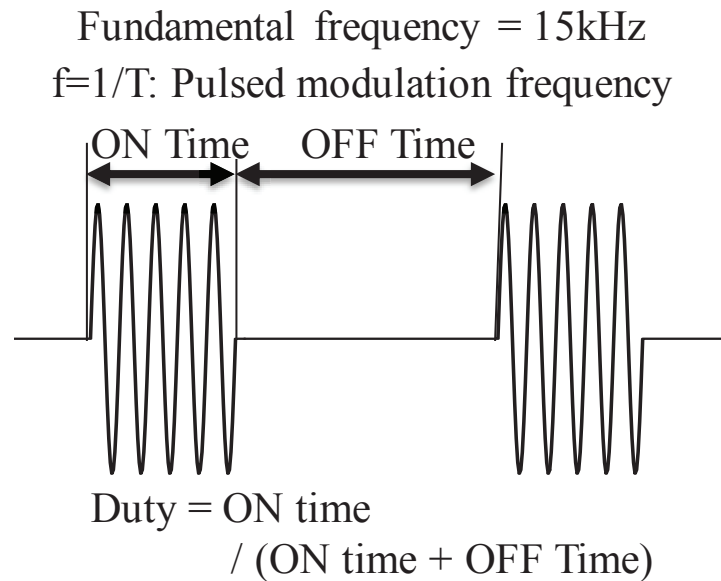 Fundamental frequency = 15kHz
f=1/T: Pulsed modulation frequency
ON Time OFF Time
Duty = ON time
/ (ON time + OFF Time)